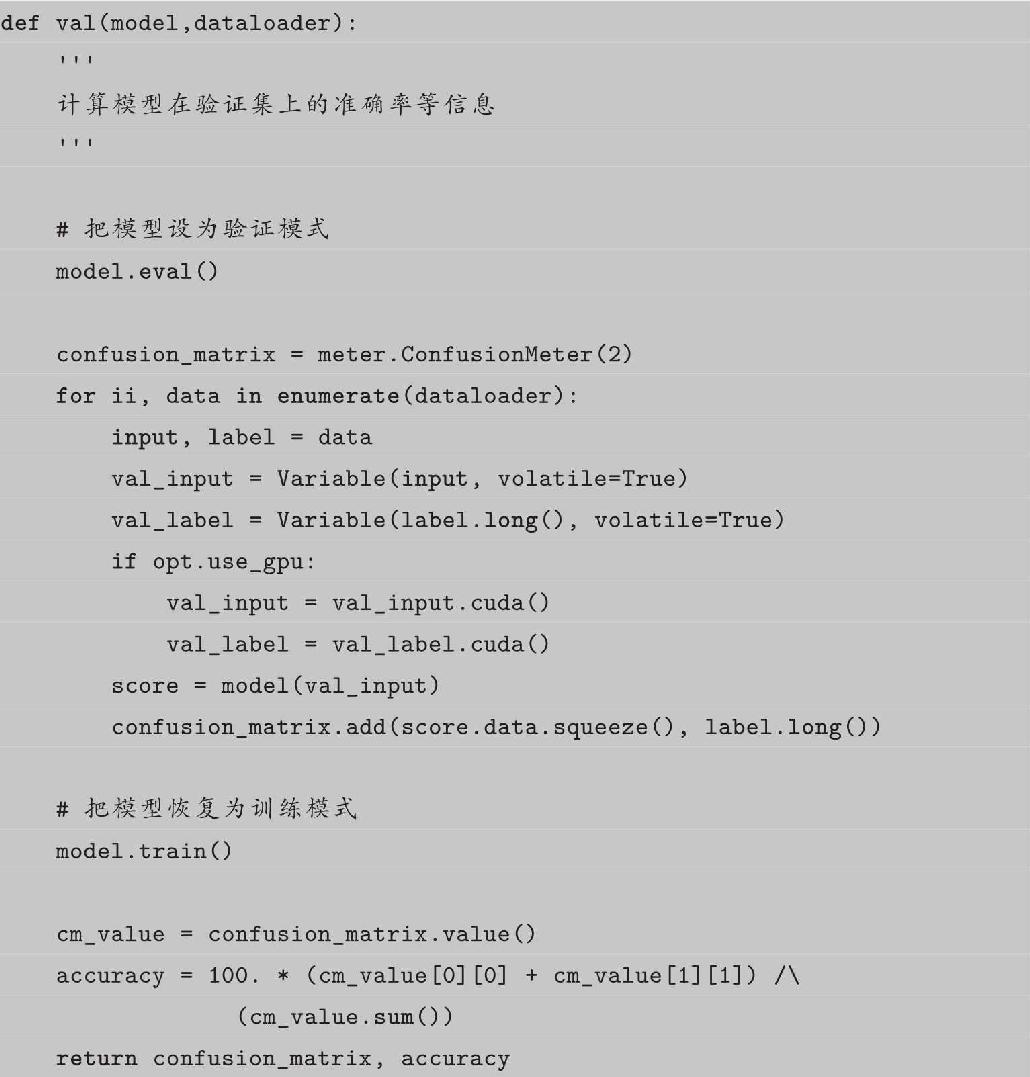 def val(model,dataloader):
    '''
    计算模型在验证集上的准确率等信息
    '''
    # 把模型设为验证模式
    model.eval()
    confusion_matrix = meter.ConfusionMeter(2)
    for ii, data in enumerate(dataloader):
        input, label = data
        val_input = Variable(input, volatile=True)
        val_label = Variable(label.long(), volatile=True)
        if opt.use_gpu:
            val_input = val_input.cuda()
            val_label = val_label.cuda()
        score = model(val_input)
        confusion_matrix.add(score.data.squeeze(), label.long())
    # 把模型恢复为训练模式
    model.train()
    cm_value = confusion_matrix.value()
    accuracy = 100. * (cm_value[0][0] + cm_value[1][1]) /\
                 (cm_value.sum())
    return confusion_matrix, accuracy